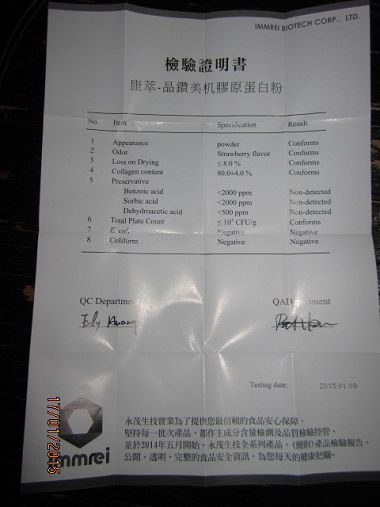 IMMREI BIOTECH CORP., LTD.
檢驗證明書
康萃-晶鑽美机膠原蛋白粉
No. Item Specification Result
1 Appearance powder Conforms
2 Odor Strawberry flavor Conforms
3 Loss on Drying ≤ 8.0 % Conforms
4 Collagen content 80.0±4.0 % Conforms
5 Preservative
Benzoic acid <2000 ppm Non-detected
Sorbic acid <2000 ppm Non-detected
Dehydroacetic acid <500 ppm Non-detected
6 Total Plate Count CFU/g Conforms
7 E. coli. Negative Negative
8 Coliform Negative Negative
QC Department QA Department
Testing date: 2015.01.09
永茂生技實業為了提供您最信賴的食品安心保障,
堅持每一批次產品，都作主成分含量檢測及品質檢驗控管,
並於2014年五月開始，永茂生技全系列產品，(簡附)產品檢驗報告,
公開、透明，完整的食品安全資訊，為您每天的健康把關~
immrei
17/01/2015